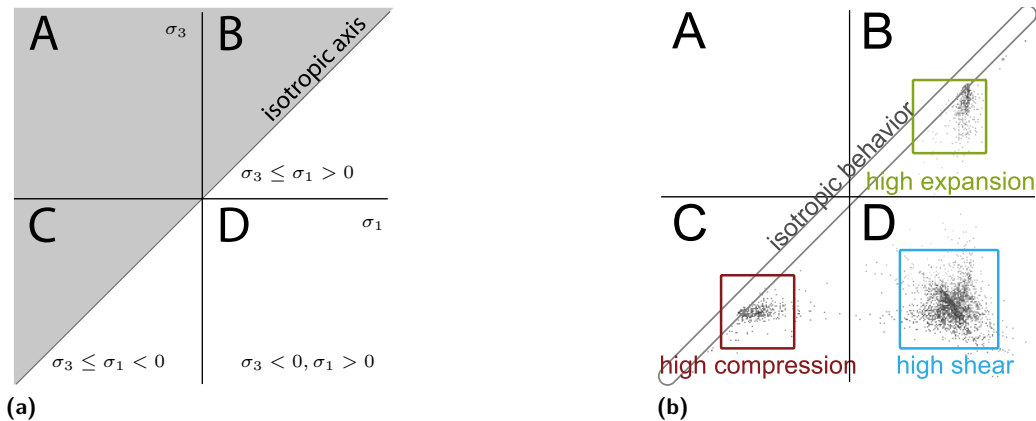 A
σ₃
B
isotropic axis
σ₃ ≤ σ₁ > 0
C
D
σ₁
σ₃ ≤ σ₁ < 0
σ₃ < 0, σ₁ > 0
(a)
A
B
isotropic behavior
high expansion
C
D
high compression
high shear
(b)